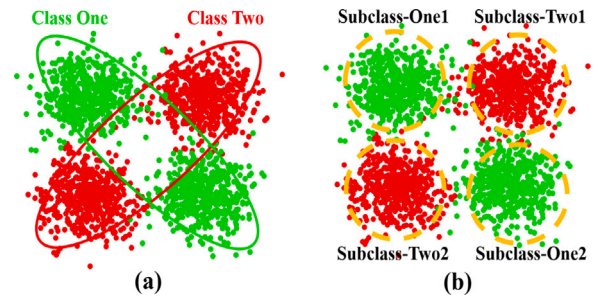 Class One Class Two
Subclass-One1 Subclass-Two1
Subclass-Two2 Subclass-One2
(a) (b)